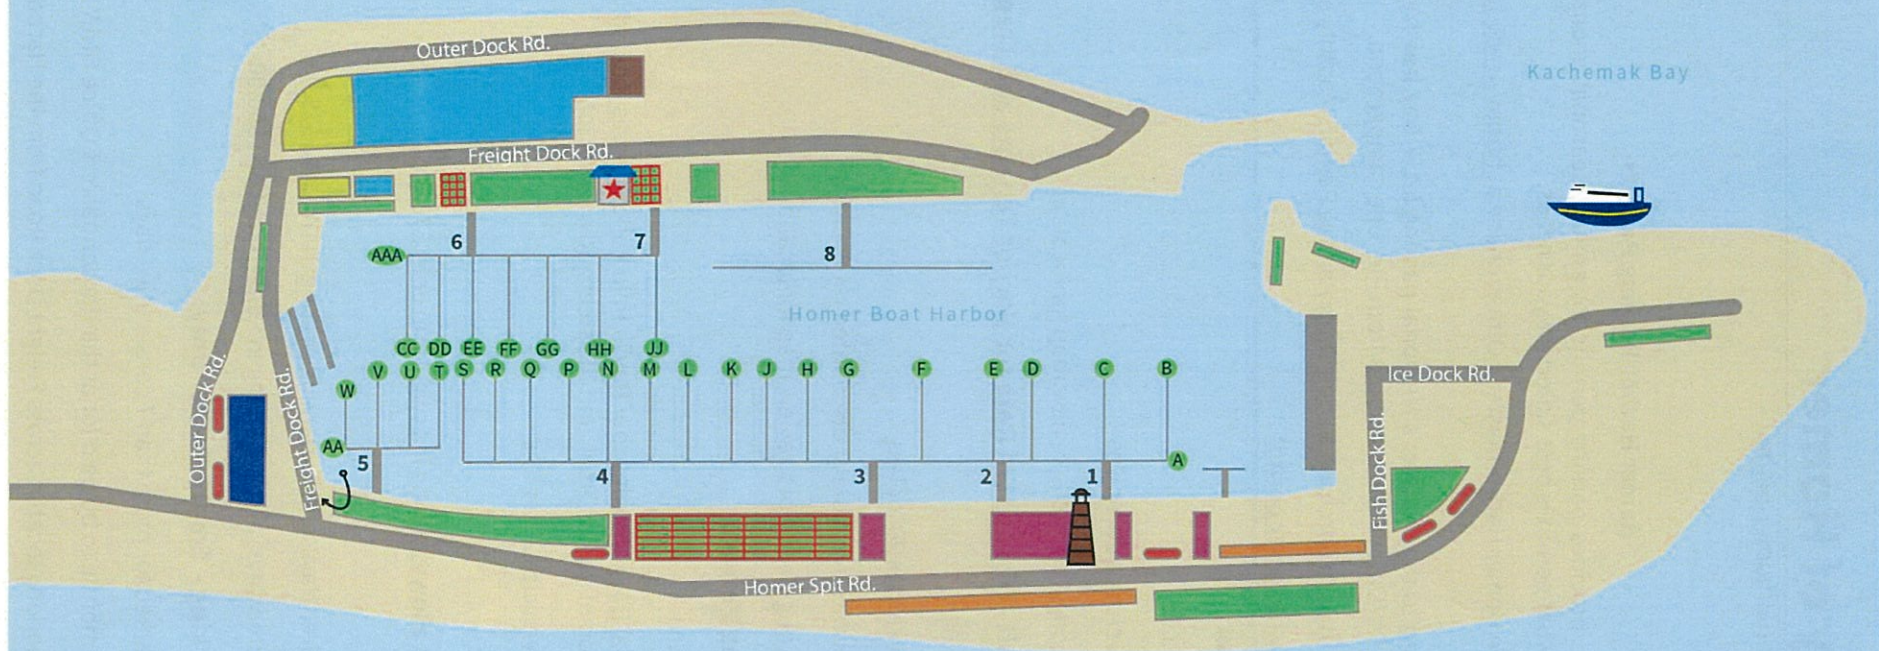 Outer Dock Rd.
Kachemak Bay
Freight Dock Rd.
6
7
8
AAA
Homer Boat Harbor
CC DD EE FF GG HH JJ
V U T S R Q P N M L K J H G F E D C B
W
Outer Dock Rd.
Freight Dock Rd.
Ice Dock Rd.
Fish Dock Rd.
AA
A
5
4
3
2
1
Homer Spit Rd.